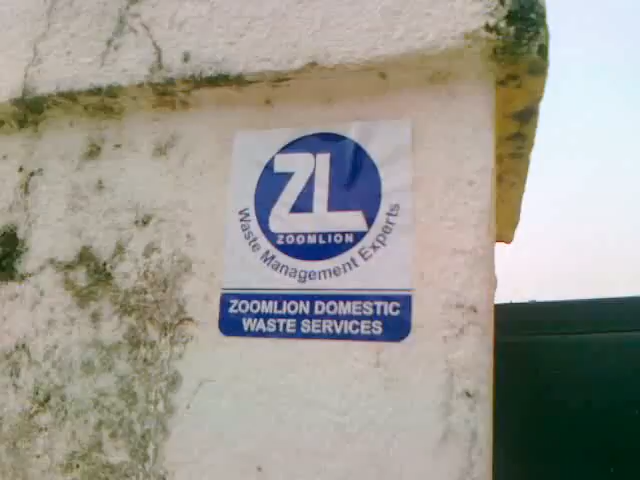 ZL
ZOOMLION
Waste Management Experts
ZOOMLION DOMESTIC
WASTE SERVICES